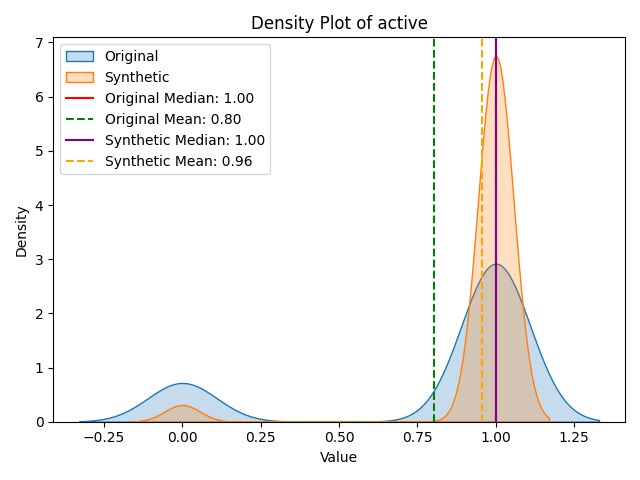 Density Plot of active
Original
Synthetic
Original Median: 1.00
Original Mean: 0.80
Synthetic Median: 1.00
Synthetic Mean: 0.96
Density
7
6
5
4
3
2
1
0
−0.25 0.00 0.25 0.50 0.75 1.00 1.25
Value